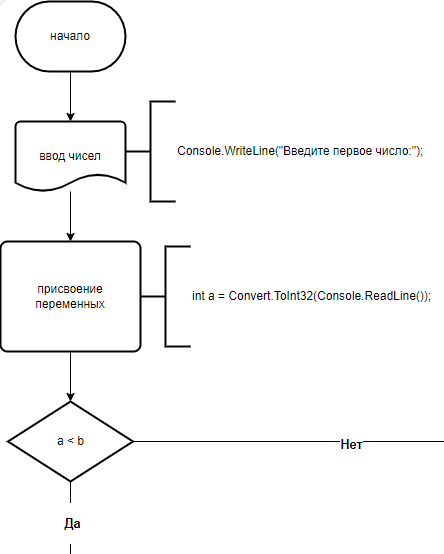 начало
ввод чисел
Console.WriteLine("Введите первое число:");
присвоение
переменных
int a = Convert.ToInt32(Console.ReadLine());
a < b
Нет
Да